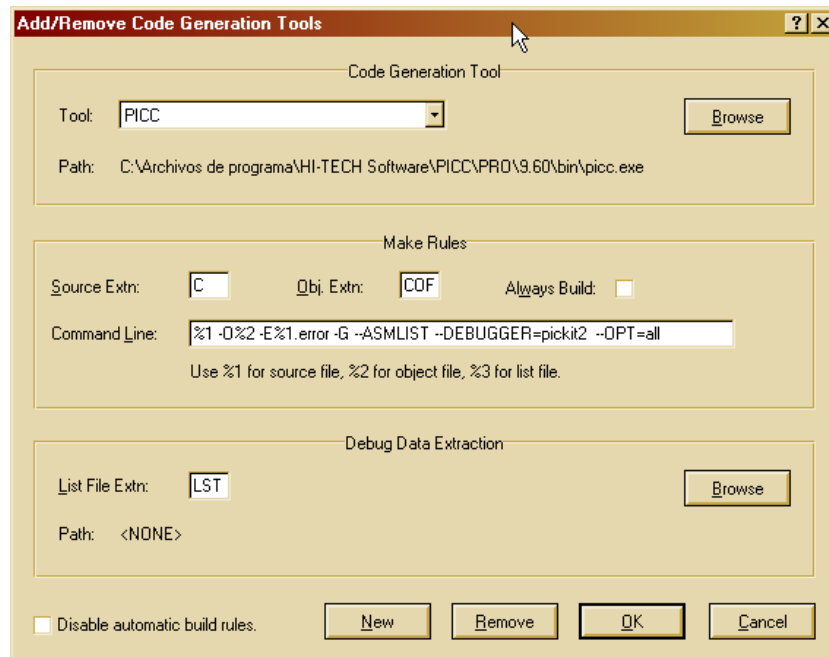 Add/Remove Code Generation Tools
Code Generation Tool
Tool: PICC Browse
Path: C:\Archivos de programa\HI-TECH Software\PICC\PRO\9.60\bin\picc.exe
Make Rules
Source Extn: C Obj. Extn: COF Always Build:
Command Line: %1 -O%2 -E%1.error -G --ASMLIST --DEBUGGER=pickit2 --OPT=all
Use %1 for source file, %2 for object file, %3 for list file.
Debug Data Extraction
List File Extn: LST Browse
Path: <NONE>
Disable automatic build rules. New Remove OK Cancel